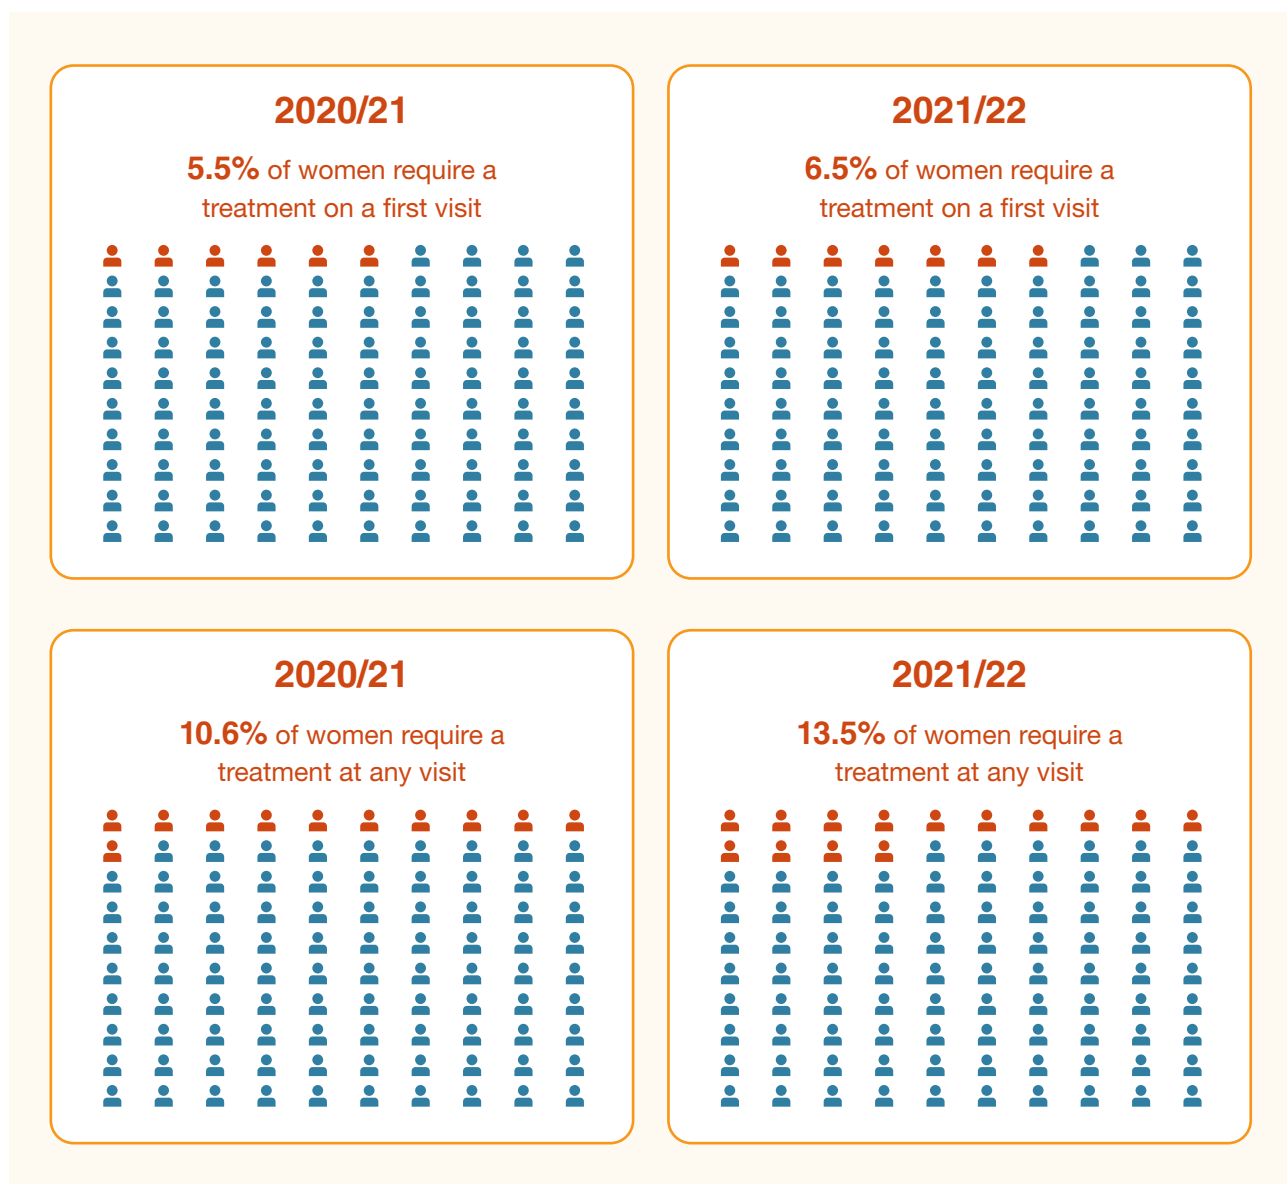 2020/21
5.5% of women require a
treatment on a first visit
2021/22
6.5% of women require a
treatment on a first visit
2020/21
10.6% of women require a
treatment at any visit
2021/22
13.5% of women require a
treatment at any visit